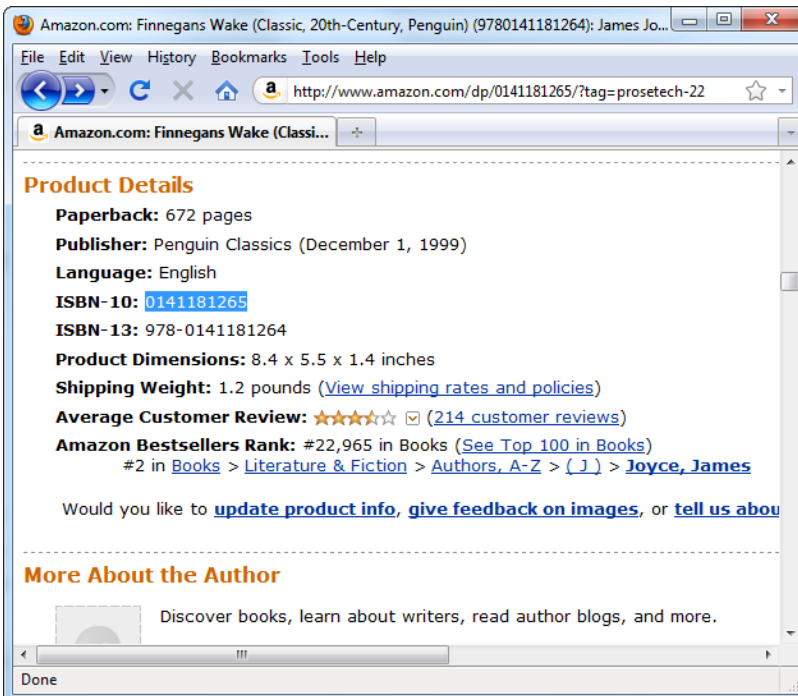 Amazon.com: Finnegans Wake (Classic, 20th-Century, Penguin) (9780141181264): James Jo...
File Edit View History Bookmarks Tools Help
http://www.amazon.com/dp/0141181265/?tag=prosetech-22
Amazon.com: Finnegans Wake (Classi...
Product Details
Paperback: 672 pages
Publisher: Penguin Classics (December 1, 1999)
Language: English
ISBN-10: 0141181265
ISBN-13: 978-0141181264
Product Dimensions: 8.4 x 5.5 x 1.4 inches
Shipping Weight: 1.2 pounds (View shipping rates and policies)
Average Customer Review: (214 customer reviews)
Amazon Bestsellers Rank: #22,965 in Books (See Top 100 in Books)
#2 in Books > Literature & Fiction > Authors, A-Z > ( J ) > Joyce, James
Would you like to update product info, give feedback on images, or tell us abou
More About the Author
Discover books, learn about writers, read author blogs, and more.
Done